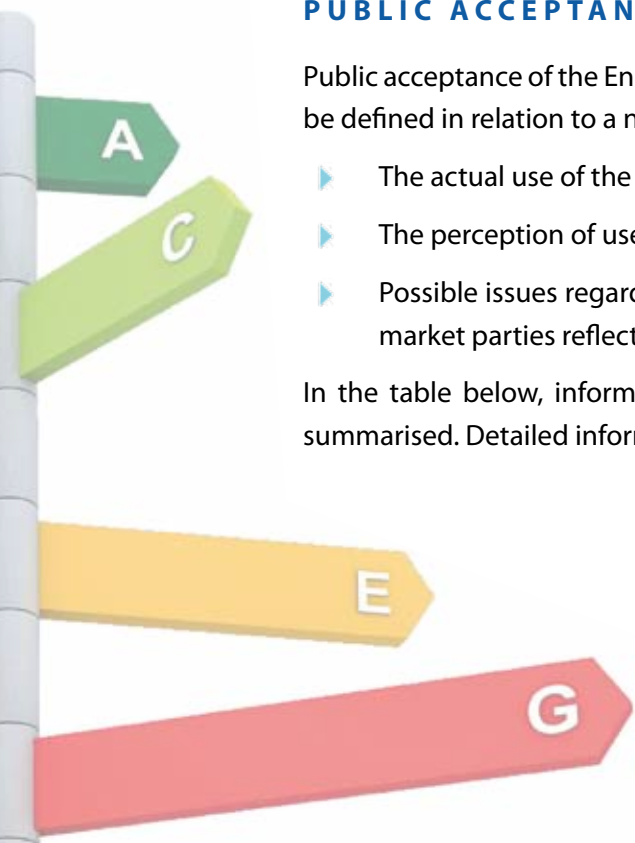 PUBLIC ACCEPTAN
Public acceptance of the En
be defined in relation to a n
The actual use of the
The perception of use
Possible issues regard
market parties reflect
In the table below, inform
summarised. Detailed infor
A
C
E
G